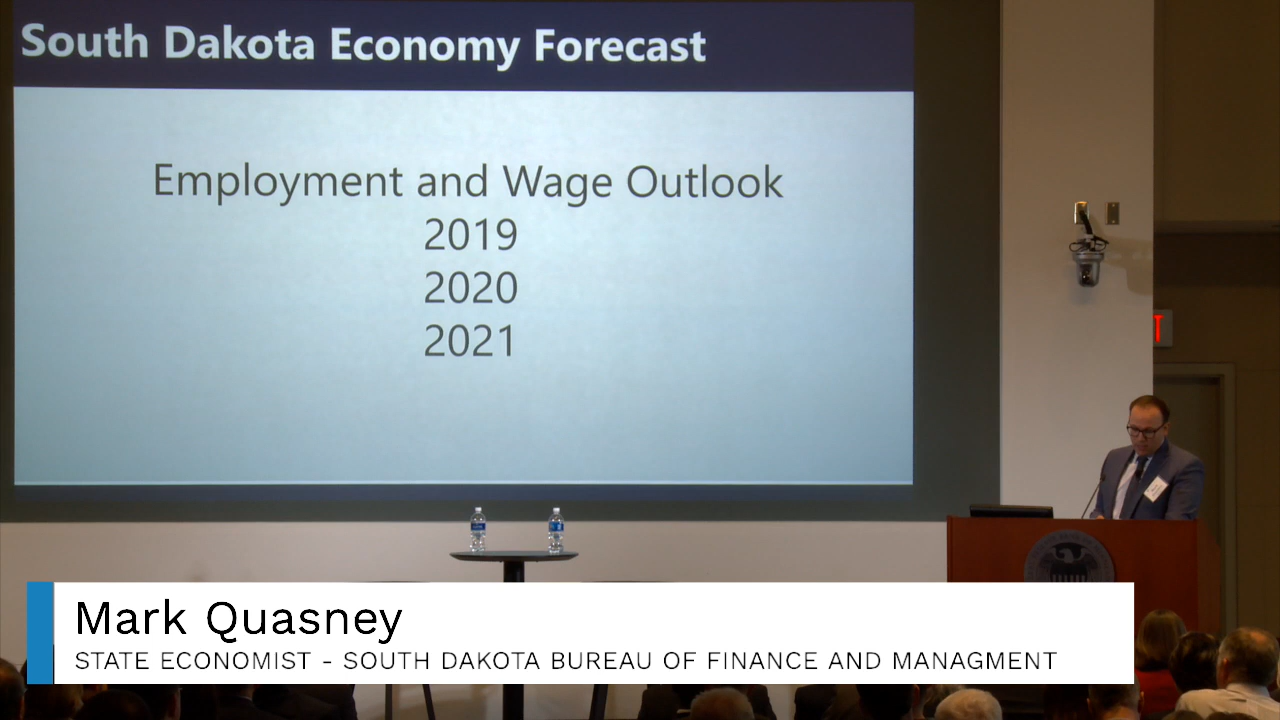 South Dakota Economy Forecast
Employment and Wage Outlook
2019
2020
2021
Mark Quasney
STATE ECONOMIST - SOUTH DAKOTA BUREAU OF FINANCE AND MANAGMENT